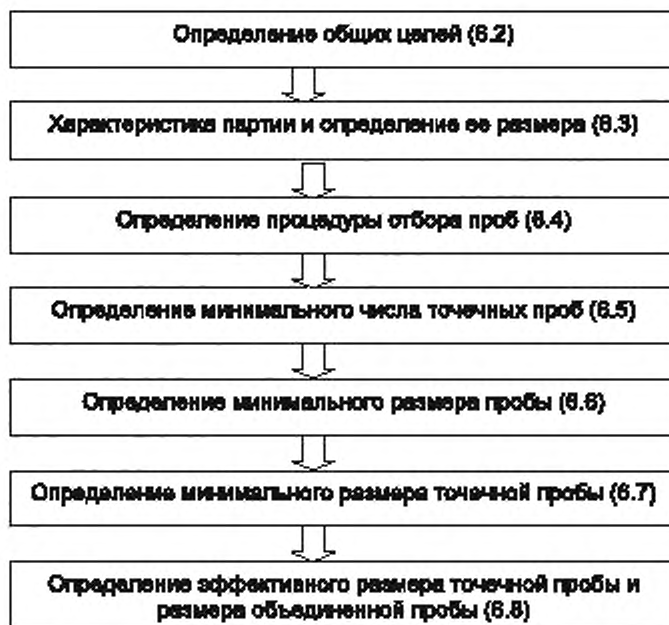 Определение общих целей (6.2)
Характеристика партии и определение ее размера (6.3)
Определение процедуры отбора проб (6.4)
Определение минимального числа точечных проб (6.5)
Определение минимального размера пробы (6.6)
Определение минимального размера точечной пробы (6.7)
Определение эффективного размера точечной пробы и
размера объединенной пробы (6.8)